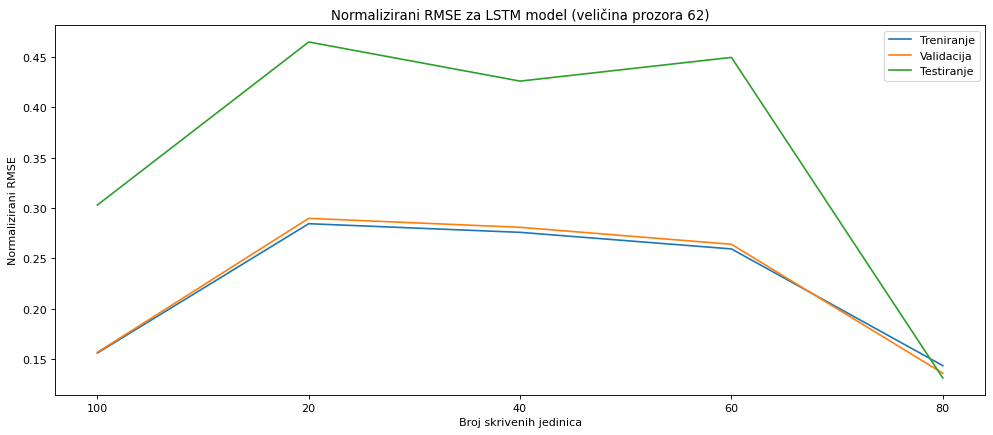 Normalizirani RMSE za LSTM model (veličina prozora 62)
Treniranje
Validacija
Testiranje
Normalizirani RMSE
0.45
0.40
0.35
0.30
0.25
0.20
0.15
100
20
40
60
80
Broj skrivenih jedinica